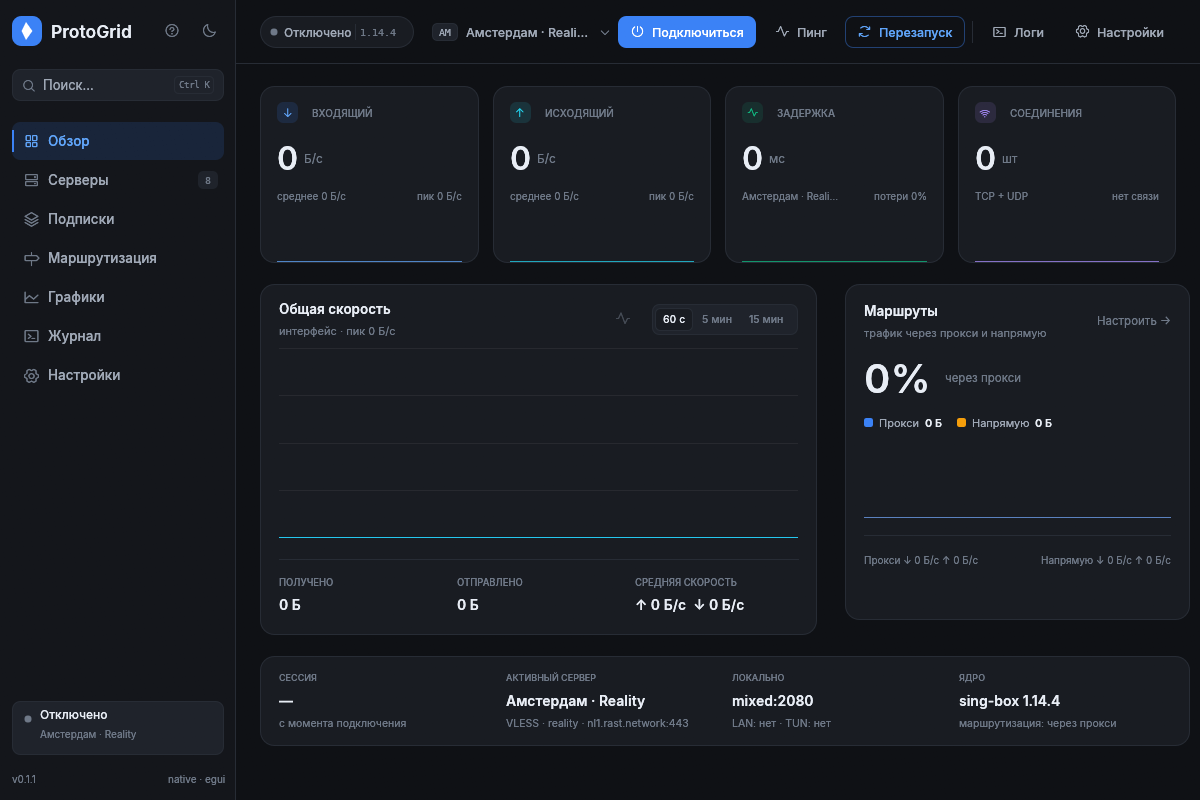 ProtoGrid
Поиск... Ctrl K
Обзор
Серверы 8
Подписки
Маршрутизация
Графики
Журнал
Настройки
Отключено
Амстердам · Reality
v0.1.1 native · egui
Отключено 1.14.4 AM Амстердам · Reali... Подключиться Пинг Перезапуск Логи Настройки
ВХОДЯЩИЙ
0 Б/с
среднее 0 Б/с пик 0 Б/с
ИСХОДЯЩИЙ
0 Б/с
среднее 0 Б/с пик 0 Б/с
ЗАДЕРЖКА
0 мс
Амстердам · Reali... потери 0%
СОЕДИНЕНИЯ
0 шт
TCP + UDP нет связи
Общая скорость
интерфейс · пик 0 Б/с
60 с 5 мин 15 мин
ПОЛУЧЕНО ОТПРАВЛЕНО СРЕДНЯЯ СКОРОСТЬ
0 Б 0 Б ↑ 0 Б/с ↓ 0 Б/с
Маршруты
трафик через прокси и напрямую
Настроить →
0% через прокси
Прокси 0 Б Напрямую 0 Б
Прокси ↓ 0 Б/с ↑ 0 Б/с Напрямую ↓ 0 Б/с ↑ 0 Б/с
СЕССИЯ
—
с момента подключения
АКТИВНЫЙ СЕРВЕР
Амстердам · Reality
VLESS · reality · nl1.rast.network:443
ЛОКАЛЬНО
mixed:2080
LAN: нет · TUN: нет
ЯДРО
sing-box 1.14.4
маршрутизация: через прокси